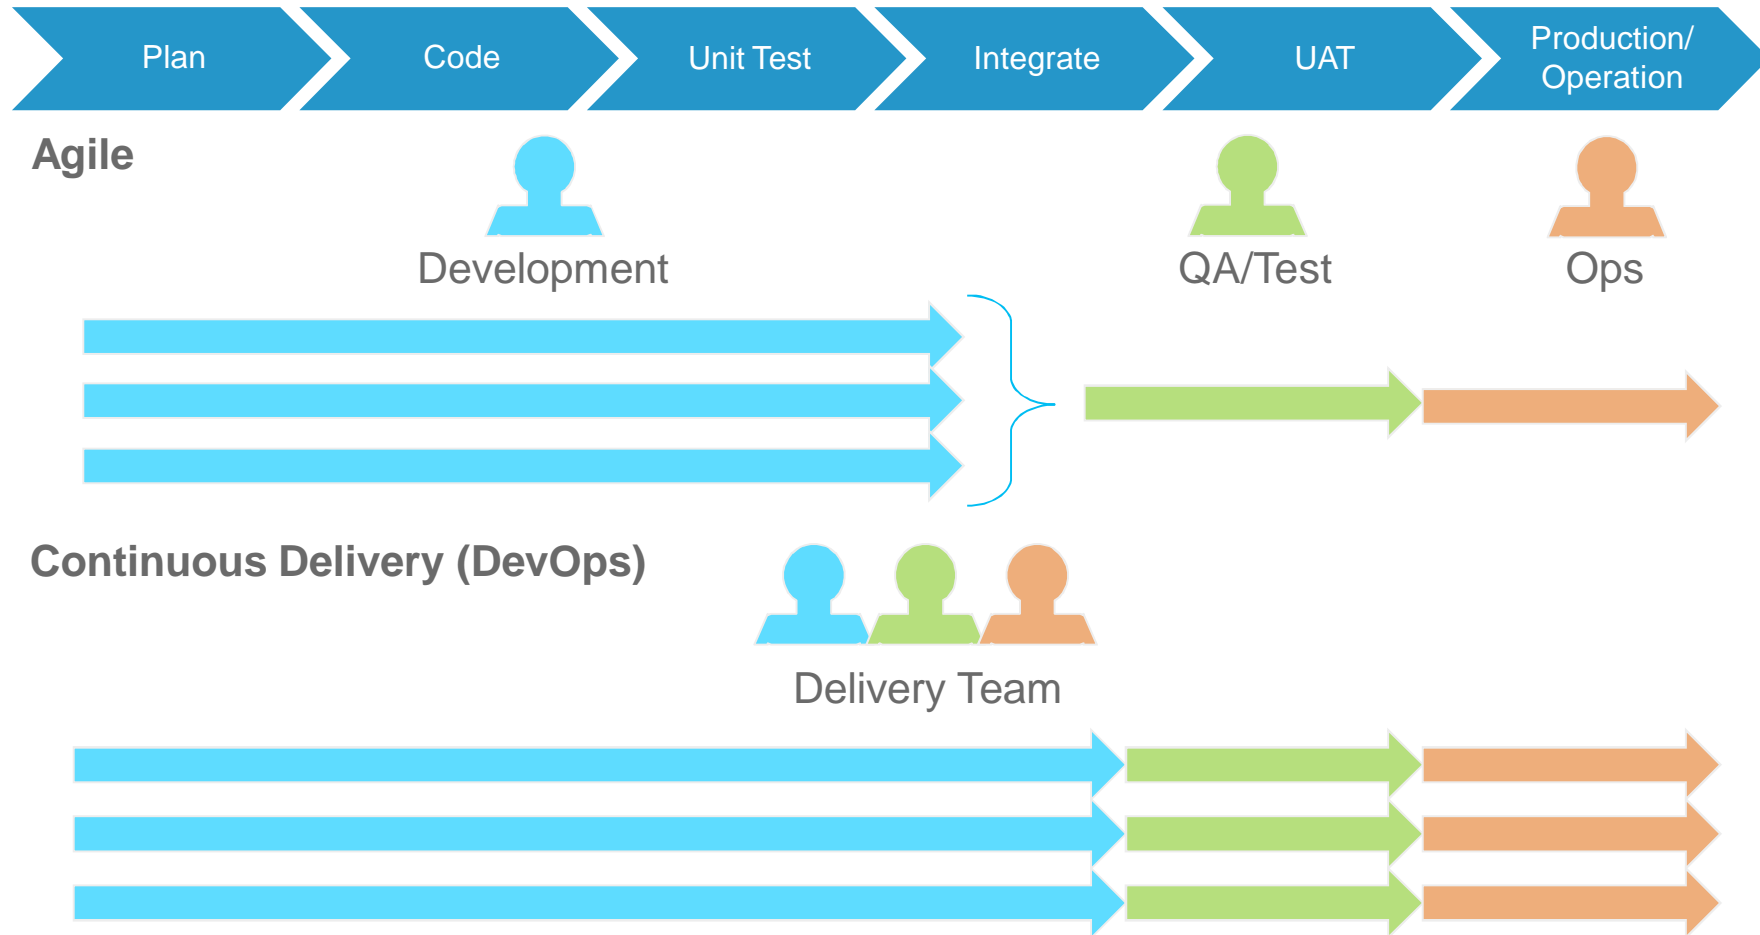 Plan
Code
Unit Test
Integrate
UAT
Production/
Operation
Agile
Development
QA/Test
Ops
Continuous Delivery (DevOps)
Delivery Team